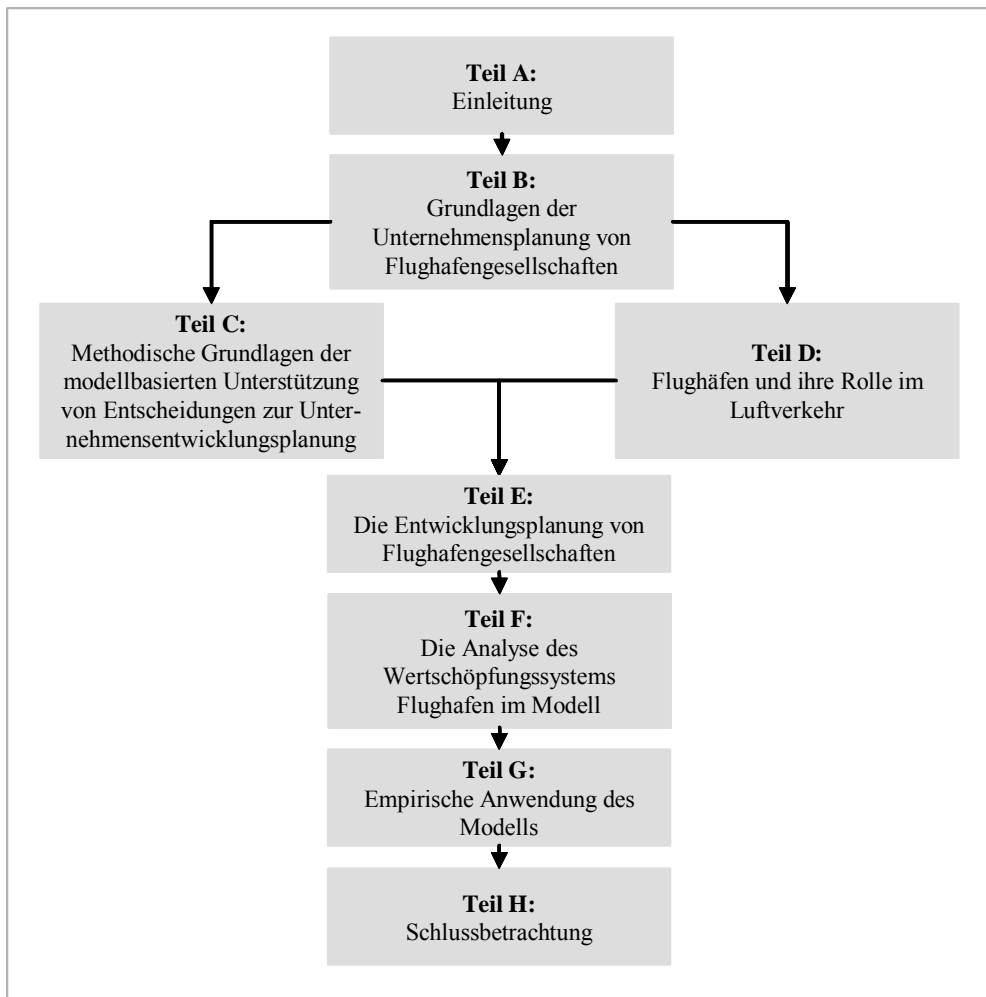 Teil A:
Einleitung
Teil B:
Grundlagen der
Unternehmensplanung von
Flughafengesellschaften
Teil C:
Methodische Grundlagen der
modellbasierten Unterstützung
von Entscheidungen zur Unter-
nehmensentwicklungsplanung
Teil D:
Flughäfen und ihre Rolle im
Luftverkehr
Teil E:
Die Entwicklungsplanung von
Flughafengesellschaften
Teil F:
Die Analyse des
Wertschöpfungssystems
Flughafen im Modell
Teil G:
Empirische Anwendung des
Modells
Teil H:
Schlussbetrachtung